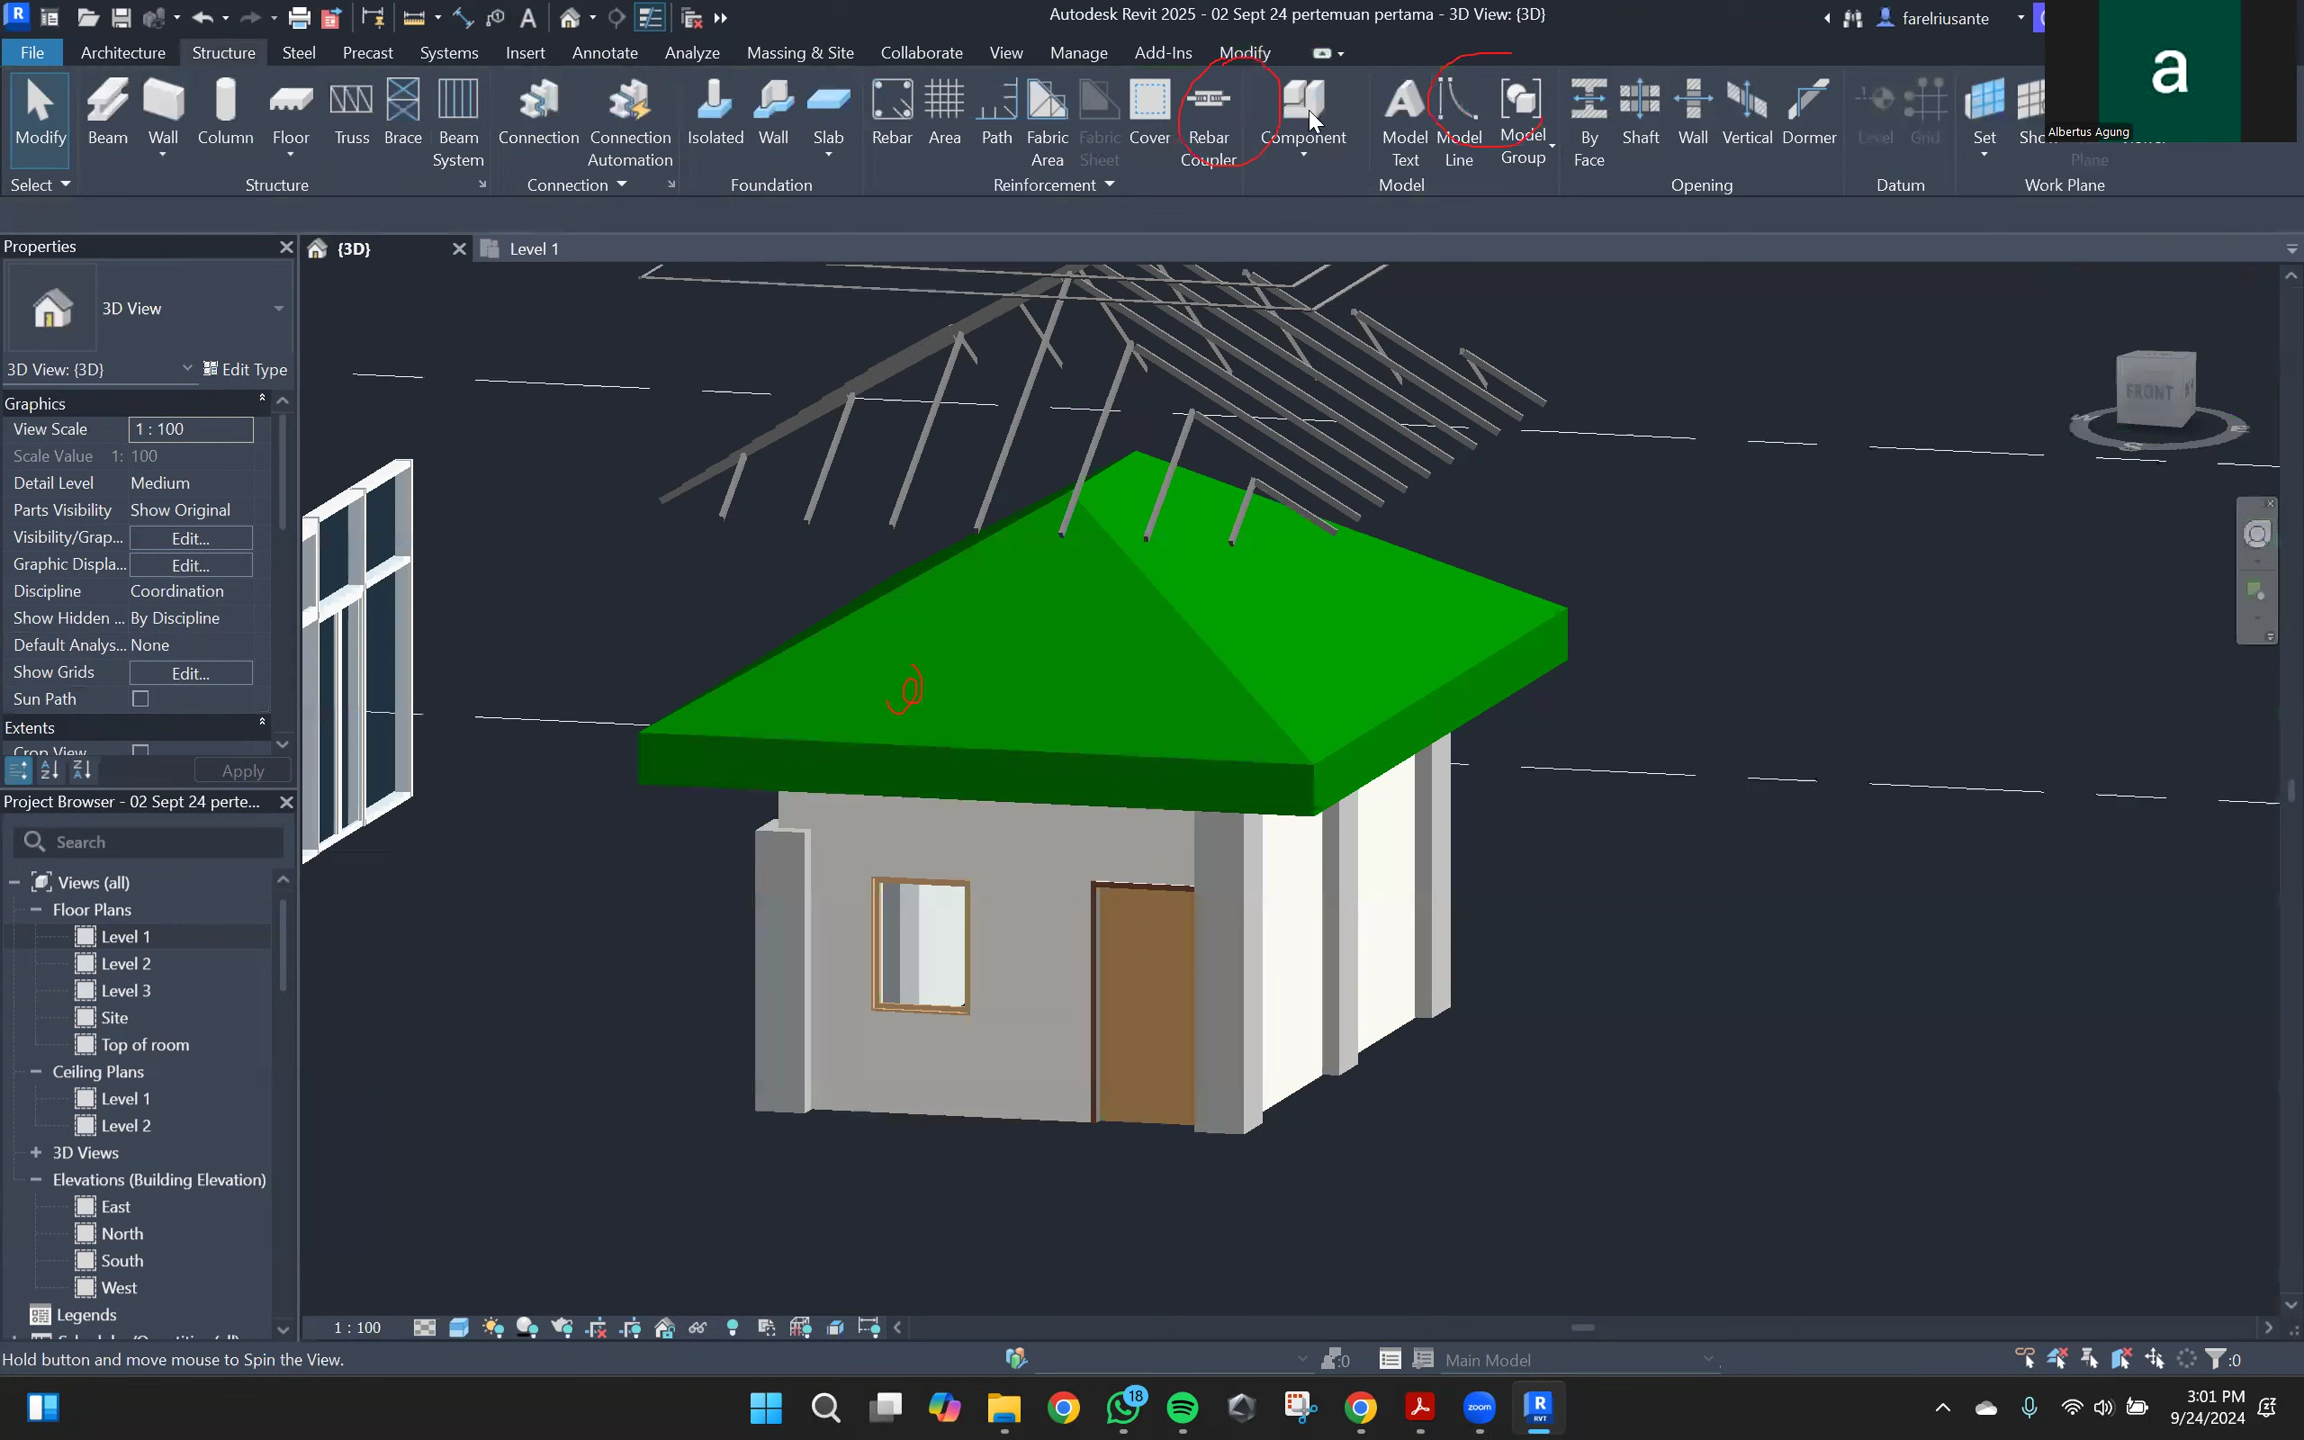 Autodesk Revit 2025 - 02 Sept 24 pertemuan pertama - 3D View: {3D}
farelriusante
File
Architecture
Structure
Steel
Precast
Systems
Insert
Annotate
Analyze
Massing & Site
Collaborate
View
Manage
Add-Ins
Modify
a
Albertus Agung
Modify
Beam
Wall
Column
Floor
Truss
Brace
Beam System
Connection
Connection Automation
Isolated
Wall
Slab
Rebar
Area
Path
Fabric Area
Fabric Sheet
Cover
Rebar Coupler
Component
Model Text
Model Line
Model Group
By Face
Shaft
Wall
Vertical
Dormer
Level
Grid
Set
Plane
Select
Structure
Connection
Foundation
Reinforcement
Model
Opening
Datum
Work Plane
Properties
{3D}
Level 1
3D View
3D View: {3D}
Edit Type
Graphics
View Scale
1 : 100
Scale Value 1:
100
Detail Level
Medium
Parts Visibility
Show Original
Visibility/Grap...
Edit...
Graphic Displa...
Edit...
Discipline
Coordination
Show Hidden ...
By Discipline
Default Analys...
None
Show Grids
Edit...
Sun Path
Extents
Crop View
Apply
FRONT
S
Project Browser - 02 Sept 24 perte...
Search
Views (all)
Floor Plans
Level 1
Level 2
Level 3
Site
Top of room
Ceiling Plans
Level 1
Level 2
3D Views
Elevations (Building Elevation)
East
North
South
West
Legends
1 : 100
Hold button and move mouse to Spin the View.
:0
Main Model
:0
18
zoom
R
RVT
3:01 PM
9/24/2024